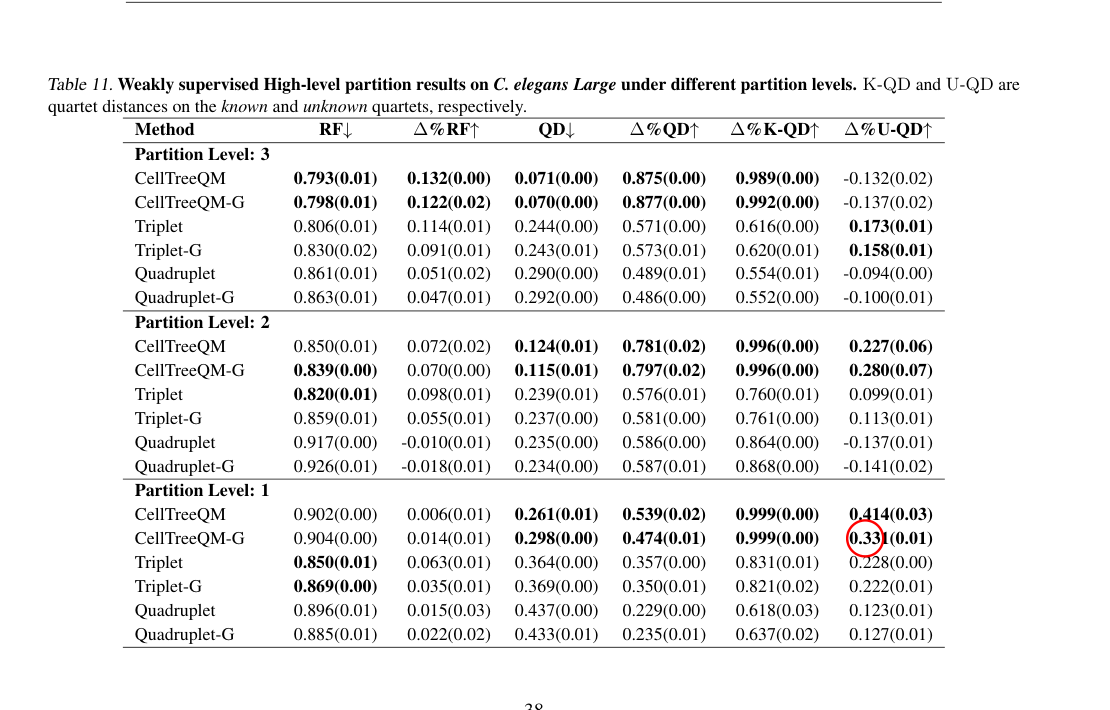 Table 11. Weakly supervised High-level partition results on C. elegans Large under different partition levels. K-QD and U-QD are
quartet distances on the known and unknown quartets, respectively.
Method RF↓ Δ%RF↑ QD↓ Δ%QD↑ Δ%K-QD↑ Δ%U-QD↑
Partition Level: 3
CellTreeQM 0.793(0.01) 0.132(0.00) 0.071(0.00) 0.875(0.00) 0.989(0.00) -0.132(0.02)
CellTreeQM-G 0.798(0.01) 0.122(0.02) 0.070(0.00) 0.877(0.00) 0.992(0.00) -0.137(0.02)
Triplet 0.806(0.01) 0.114(0.01) 0.244(0.00) 0.571(0.00) 0.616(0.00) 0.173(0.01)
Triplet-G 0.830(0.02) 0.091(0.01) 0.243(0.01) 0.573(0.01) 0.620(0.01) 0.158(0.01)
Quadruplet 0.861(0.01) 0.051(0.02) 0.290(0.00) 0.489(0.01) 0.554(0.01) -0.094(0.00)
Quadruplet-G 0.863(0.01) 0.047(0.01) 0.292(0.00) 0.486(0.00) 0.552(0.00) -0.100(0.01)
Partition Level: 2
CellTreeQM 0.850(0.01) 0.072(0.02) 0.124(0.01) 0.781(0.02) 0.996(0.00) 0.227(0.06)
CellTreeQM-G 0.839(0.00) 0.070(0.00) 0.115(0.01) 0.797(0.02) 0.996(0.00) 0.280(0.07)
Triplet 0.820(0.01) 0.098(0.01) 0.239(0.01) 0.576(0.01) 0.760(0.01) 0.099(0.01)
Triplet-G 0.859(0.01) 0.055(0.01) 0.237(0.00) 0.581(0.00) 0.761(0.00) 0.113(0.01)
Quadruplet 0.917(0.00) -0.010(0.01) 0.235(0.00) 0.586(0.00) 0.864(0.00) -0.137(0.01)
Quadruplet-G 0.926(0.01) -0.018(0.01) 0.234(0.00) 0.587(0.01) 0.868(0.00) -0.141(0.02)
Partition Level: 1
CellTreeQM 0.902(0.00) 0.006(0.01) 0.261(0.01) 0.539(0.02) 0.999(0.00) 0.414(0.03)
CellTreeQM-G 0.904(0.00) 0.014(0.01) 0.298(0.00) 0.474(0.01) 0.999(0.00) 0.331(0.01)
Triplet 0.850(0.01) 0.063(0.01) 0.364(0.00) 0.357(0.00) 0.831(0.01) 0.228(0.00)
Triplet-G 0.869(0.00) 0.035(0.01) 0.369(0.00) 0.350(0.01) 0.821(0.02) 0.222(0.01)
Quadruplet 0.896(0.01) 0.015(0.03) 0.437(0.00) 0.229(0.00) 0.618(0.03) 0.123(0.01)
Quadruplet-G 0.885(0.01) 0.022(0.02) 0.433(0.01) 0.235(0.01) 0.637(0.02) 0.127(0.01)
38